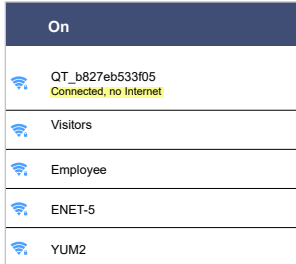 On
QT_b827eb533f05
Connected, no Internet
Visitors
Employee
ENET-5
YUM2